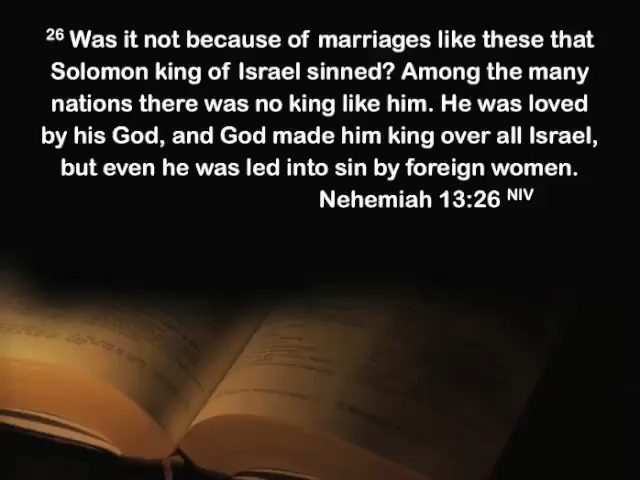 26 Was it not because of marriages like these that
Solomon king of Israel sinned? Among the many
nations there was no king like him. He was loved
by his God, and God made him king over all Israel,
but even he was led into sin by foreign women.
Nehemiah 13:26 NIV